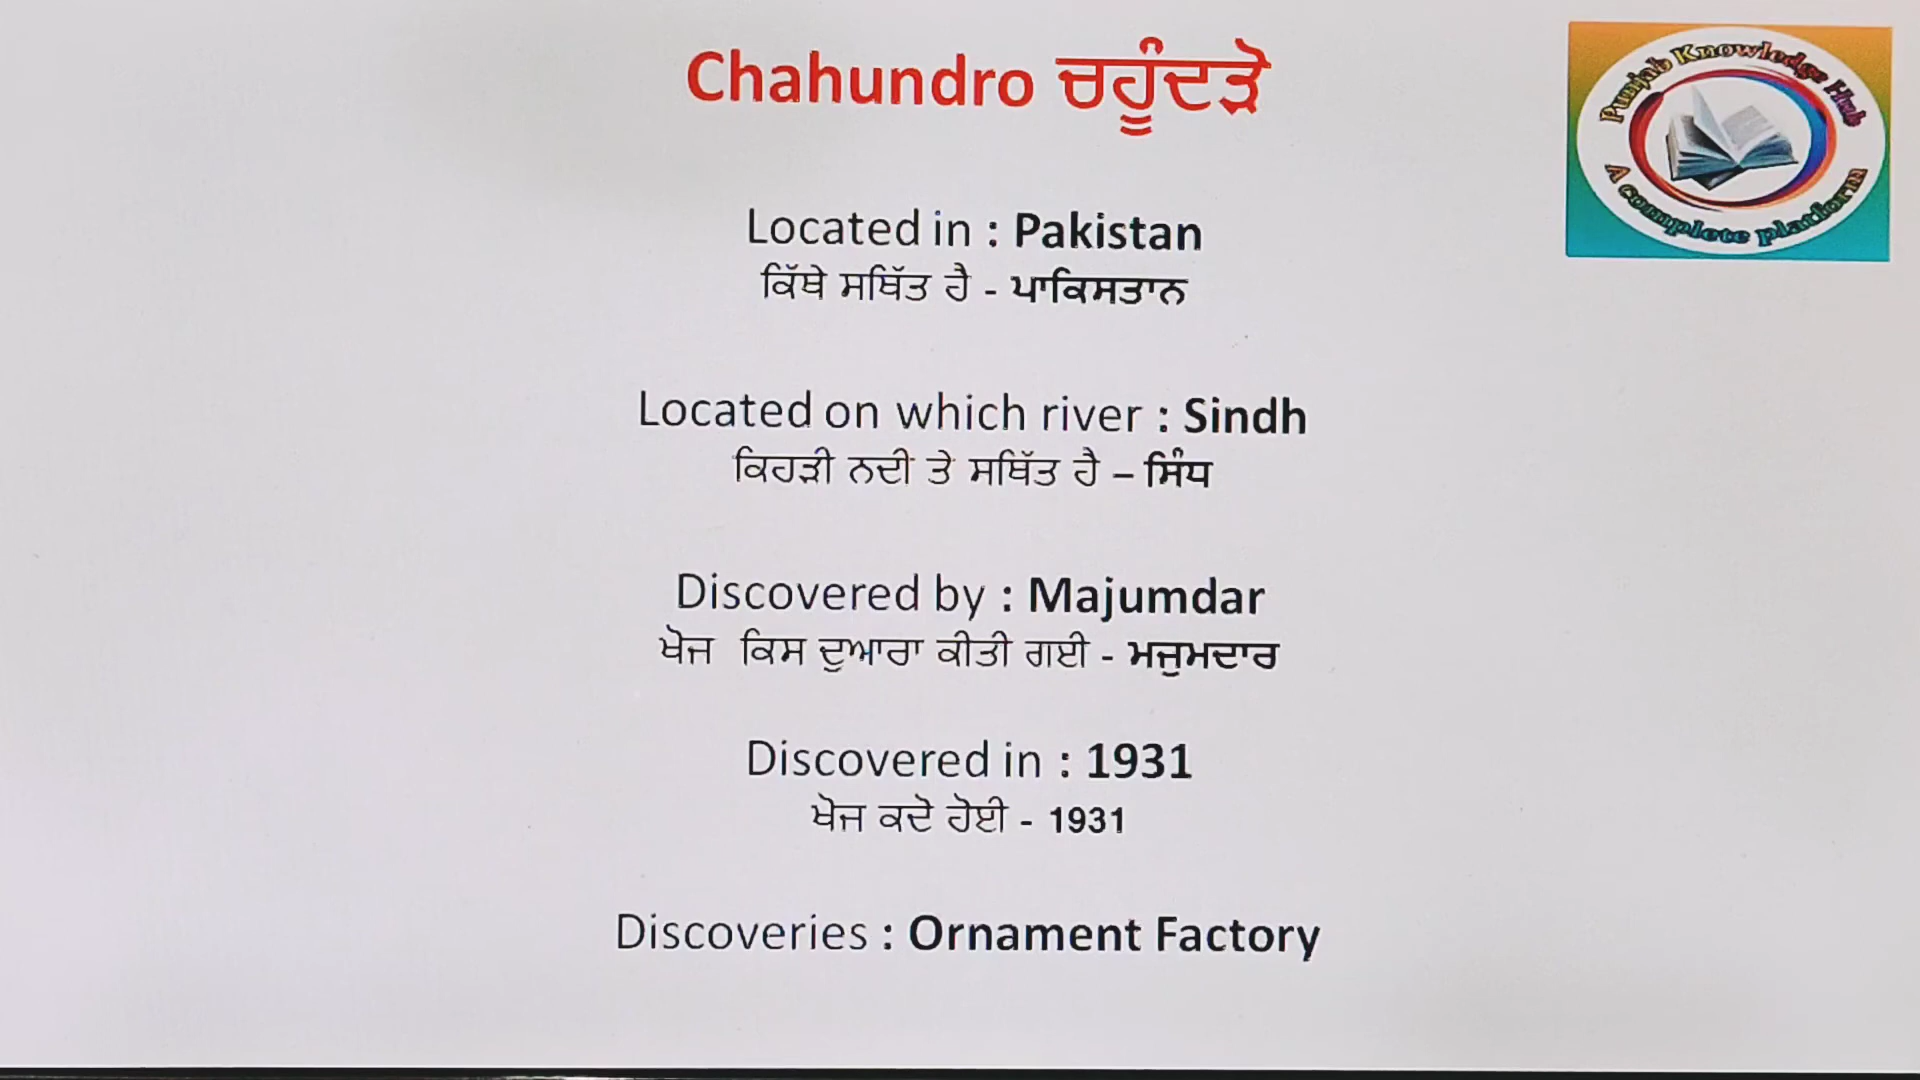 Chahundro ਚਹੂੰਦੜੋ
Punjab Knowledge Hub
A complete platform
Located in : Pakistan
ਕਿੱਥੇ ਸਥਿੱਤ ਹੈ - ਪਾਕਿਸਤਾਨ
Located on which river : Sindh
ਕਿਹੜੀ ਨਦੀ ਤੇ ਸਥਿੱਤ ਹੈ – ਸਿੰਧ
Discovered by : Majumdar
ਖੋਜ ਕਿਸ ਦੁਆਰਾ ਕੀਤੀ ਗਈ - ਮਜੁਮਦਾਰ
Discovered in : 1931
ਖੋਜ ਕਦੋ ਹੋਈ - 1931
Discoveries : Ornament Factory